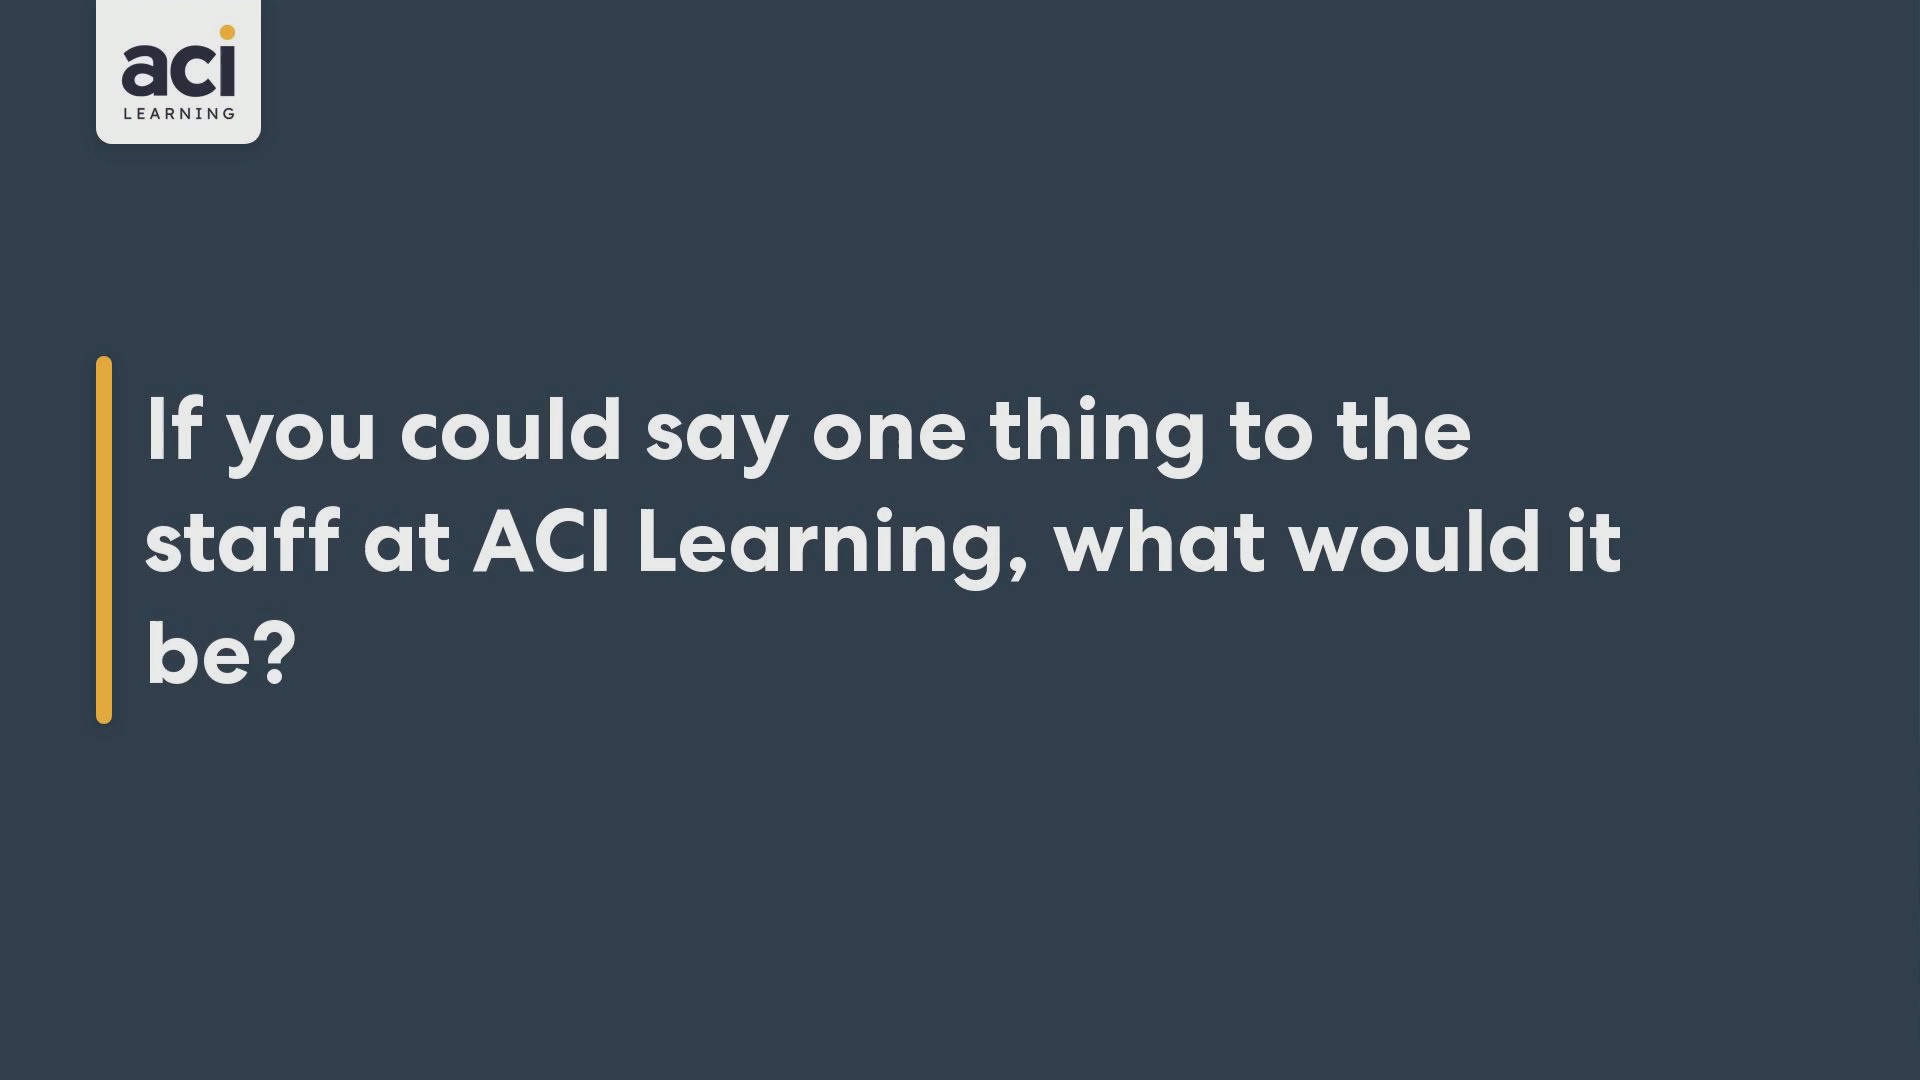 aci
LEARNING
If you could say one thing to the
staff at ACI Learning, what would it
be?